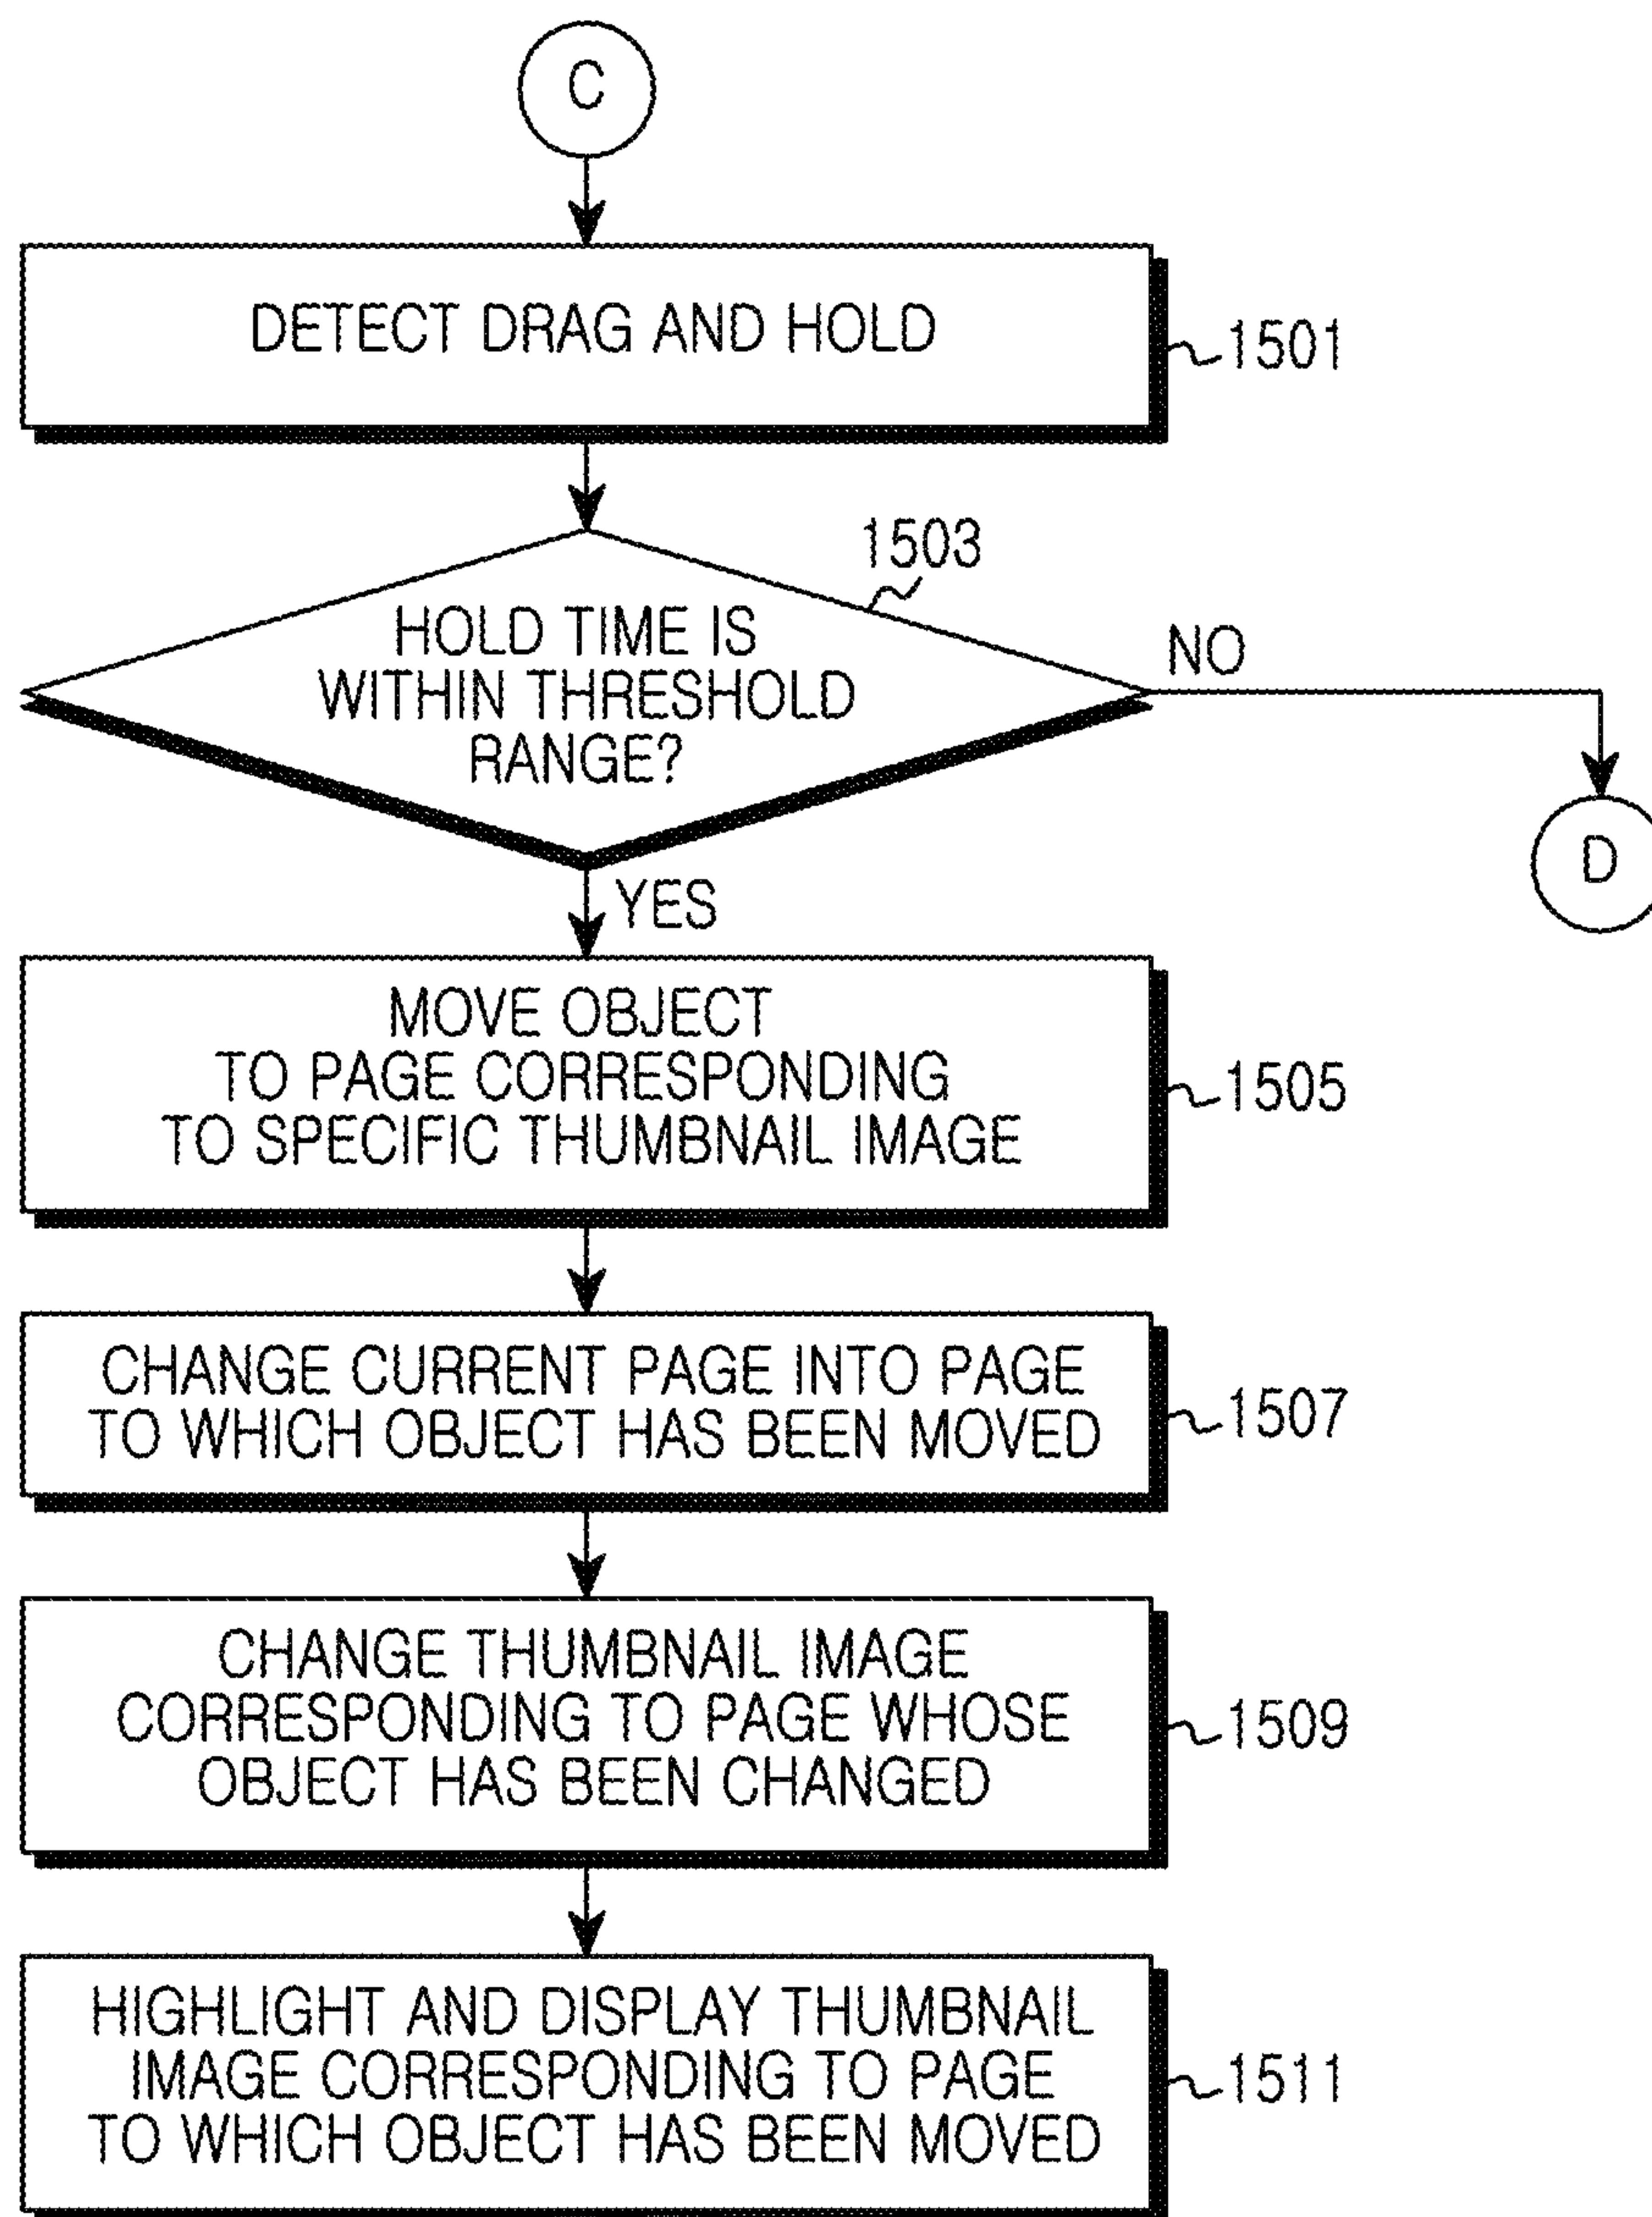 C
DETECT DRAG AND HOLD
1501
1503
HOLD TIME IS
WITHIN THRESHOLD
RANGE?
NO
D
YES
MOVE OBJECT
TO PAGE CORRESPONDING
TO SPECIFIC THUMBNAIL IMAGE
1505
CHANGE CURRENT PAGE INTO PAGE
TO WHICH OBJECT HAS BEEN MOVED
1507
CHANGE THUMBNAIL IMAGE
CORRESPONDING TO PAGE WHOSE
OBJECT HAS BEEN CHANGED
1509
HIGHLIGHT AND DISPLAY THUMBNAIL
IMAGE CORRESPONDING TO PAGE
TO WHICH OBJECT HAS BEEN MOVED
1511